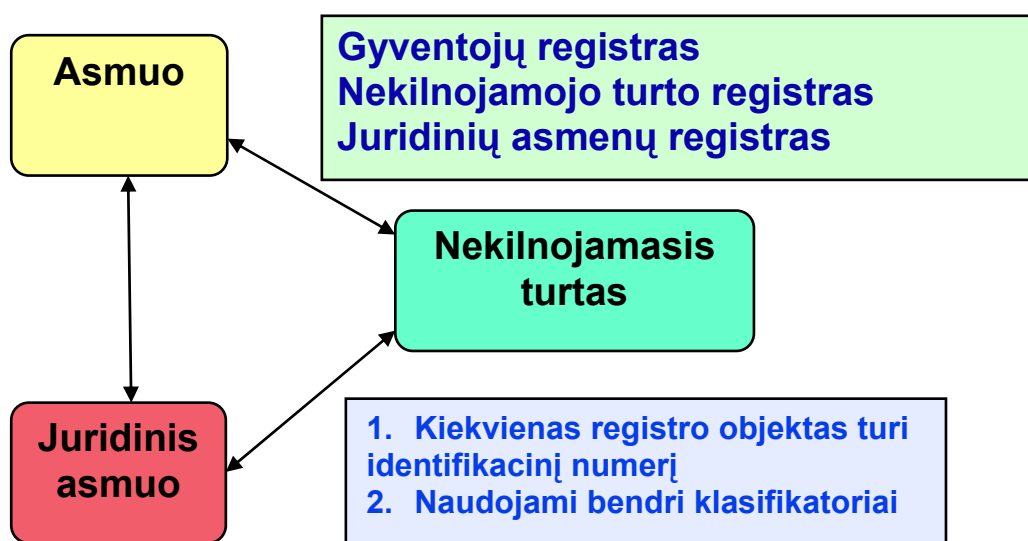 Asmuo
Gyventojų registras
Nekilnojamojo turto registras
Juridinių asmenų registras
Nekilnojamasis
turtas
Juridinis
asmuo
1. Kiekvienas registro objektas turi
identifikacinį numerį
2. Naudojami bendri klasifikatoriai